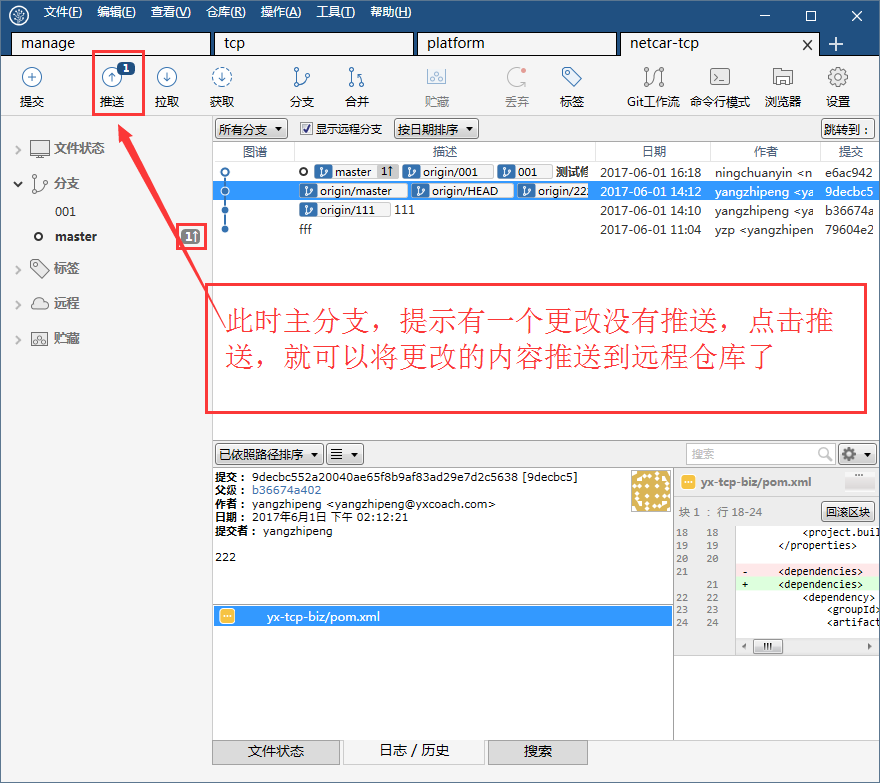 文件(F) 编辑(E) 查看(V) 仓库(R) 操作(A) 工具(T) 帮助(H)
manage tcp platform netcar-tcp
1
提交 推送 拉取 获取 分支 合并 贮藏 丢弃 标签 Git工作流 命令行模式 浏览器 设置
所有分支 显示远程分支 按日期排序 跳转到：
图谱 描述 日期 作者 提交
master 1↑ origin/001 001 测试修 2017-06-01 16:18 ningchuanyin <n e6ac942
origin/master origin/HEAD origin/22 2017-06-01 14:12 yangzhipeng <ya 9decbc5
origin/111 111 2017-06-01 14:10 yangzhipeng <ya b36674a
fff 2017-06-01 11:04 yzp <yangzhipen 79604e2
文件状态
分支
001
master 1↑
标签
远程
贮藏
此时主分支，提示有一个更改没有推送，点击推
送，就可以将更改的内容推送到远程仓库了
已依照路径排序
搜索
提交： 9decbc552a20040ae65f8b9af83ad29e7d2c5638 [9decbc5]
父级： b36674a402
作者： yangzhipeng <yangzhipeng@yxcoach.com>
日期： 2017年6月1日 下午 02:12:21
提交者： yangzhipeng
222
yx-tcp-biz/pom.xml
yx-tcp-biz/pom.xml
块 1 ： 行 18-24 回滚区块
18 18 <project.buil
19 19 </properties>
20 20
21 - <dependencies>
21 + <dependencies>
22 22 <dependency>
23 23 <groupId>
24 24 <artifact
文件状态 日志 / 历史 搜索